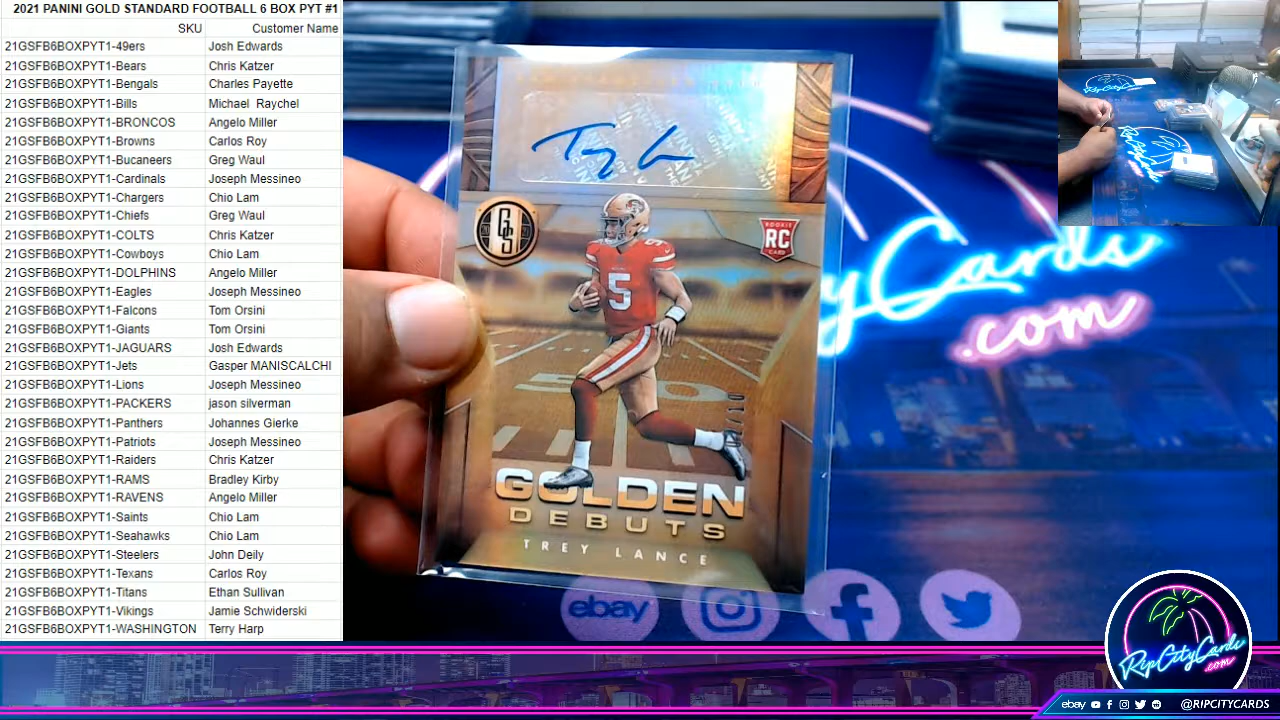 2021 PANINI GOLD STANDARD FOOTBALL 6 BOX PYT #1
SKU Customer Name
21GSFB6BOXPYT1-49ers Josh Edwards
21GSFB6BOXPYT1-Bears Chris Katzer
21GSFB6BOXPYT1-Bengals Charles Payette
21GSFB6BOXPYT1-Bills Michael Raychel
21GSFB6BOXPYT1-BRONCOS Angelo Miller
21GSFB6BOXPYT1-Browns Carlos Roy
21GSFB6BOXPYT1-Bucaneers Greg Waul
21GSFB6BOXPYT1-Cardinals Joseph Messineo
21GSFB6BOXPYT1-Chargers Chio Lam
21GSFB6BOXPYT1-Chiefs Greg Waul
21GSFB6BOXPYT1-COLTS Chris Katzer
21GSFB6BOXPYT1-Cowboys Chio Lam
21GSFB6BOXPYT1-DOLPHINS Angelo Miller
21GSFB6BOXPYT1-Eagles Joseph Messineo
21GSFB6BOXPYT1-Falcons Tom Orsini
21GSFB6BOXPYT1-Giants Tom Orsini
21GSFB6BOXPYT1-JAGUARS Josh Edwards
21GSFB6BOXPYT1-Jets Gasper MANISCALCHI
21GSFB6BOXPYT1-Lions Joseph Messineo
21GSFB6BOXPYT1-PACKERS jason silverman
21GSFB6BOXPYT1-Panthers Johannes Gierke
21GSFB6BOXPYT1-Patriots Joseph Messineo
21GSFB6BOXPYT1-Raiders Chris Katzer
21GSFB6BOXPYT1-RAMS Bradley Kirby
21GSFB6BOXPYT1-RAVENS Angelo Miller
21GSFB6BOXPYT1-Saints Chio Lam
21GSFB6BOXPYT1-Seahawks Chio Lam
21GSFB6BOXPYT1-Steelers John Deily
21GSFB6BOXPYT1-Texans Carlos Roy
21GSFB6BOXPYT1-Titans Ethan Sullivan
21GSFB6BOXPYT1-Vikings Jamie Schwiderski
21GSFB6BOXPYT1-WASHINGTON Terry Harp
GS
ROOKIE
RC
CARD
5
5
50
GOLDEN
DEBUTS
TREY LANCE
yCards
.com
ebay
RipCityCards
.com
ebay @RIPCITYCARDS